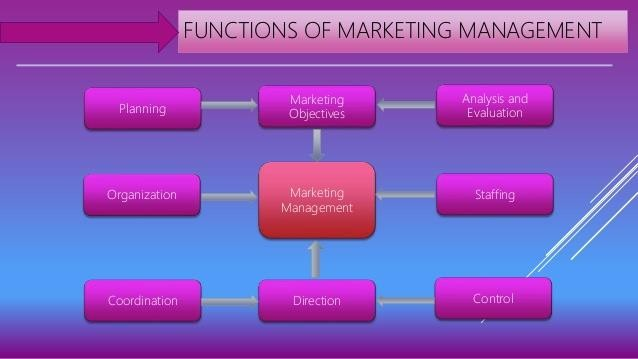 FUNCTIONS OF MARKETING MANAGEMENT
Planning
Marketing
Objectives
Analysis and
Evaluation
Organization
Marketing
Management
Staffing
Coordination
Direction
Control